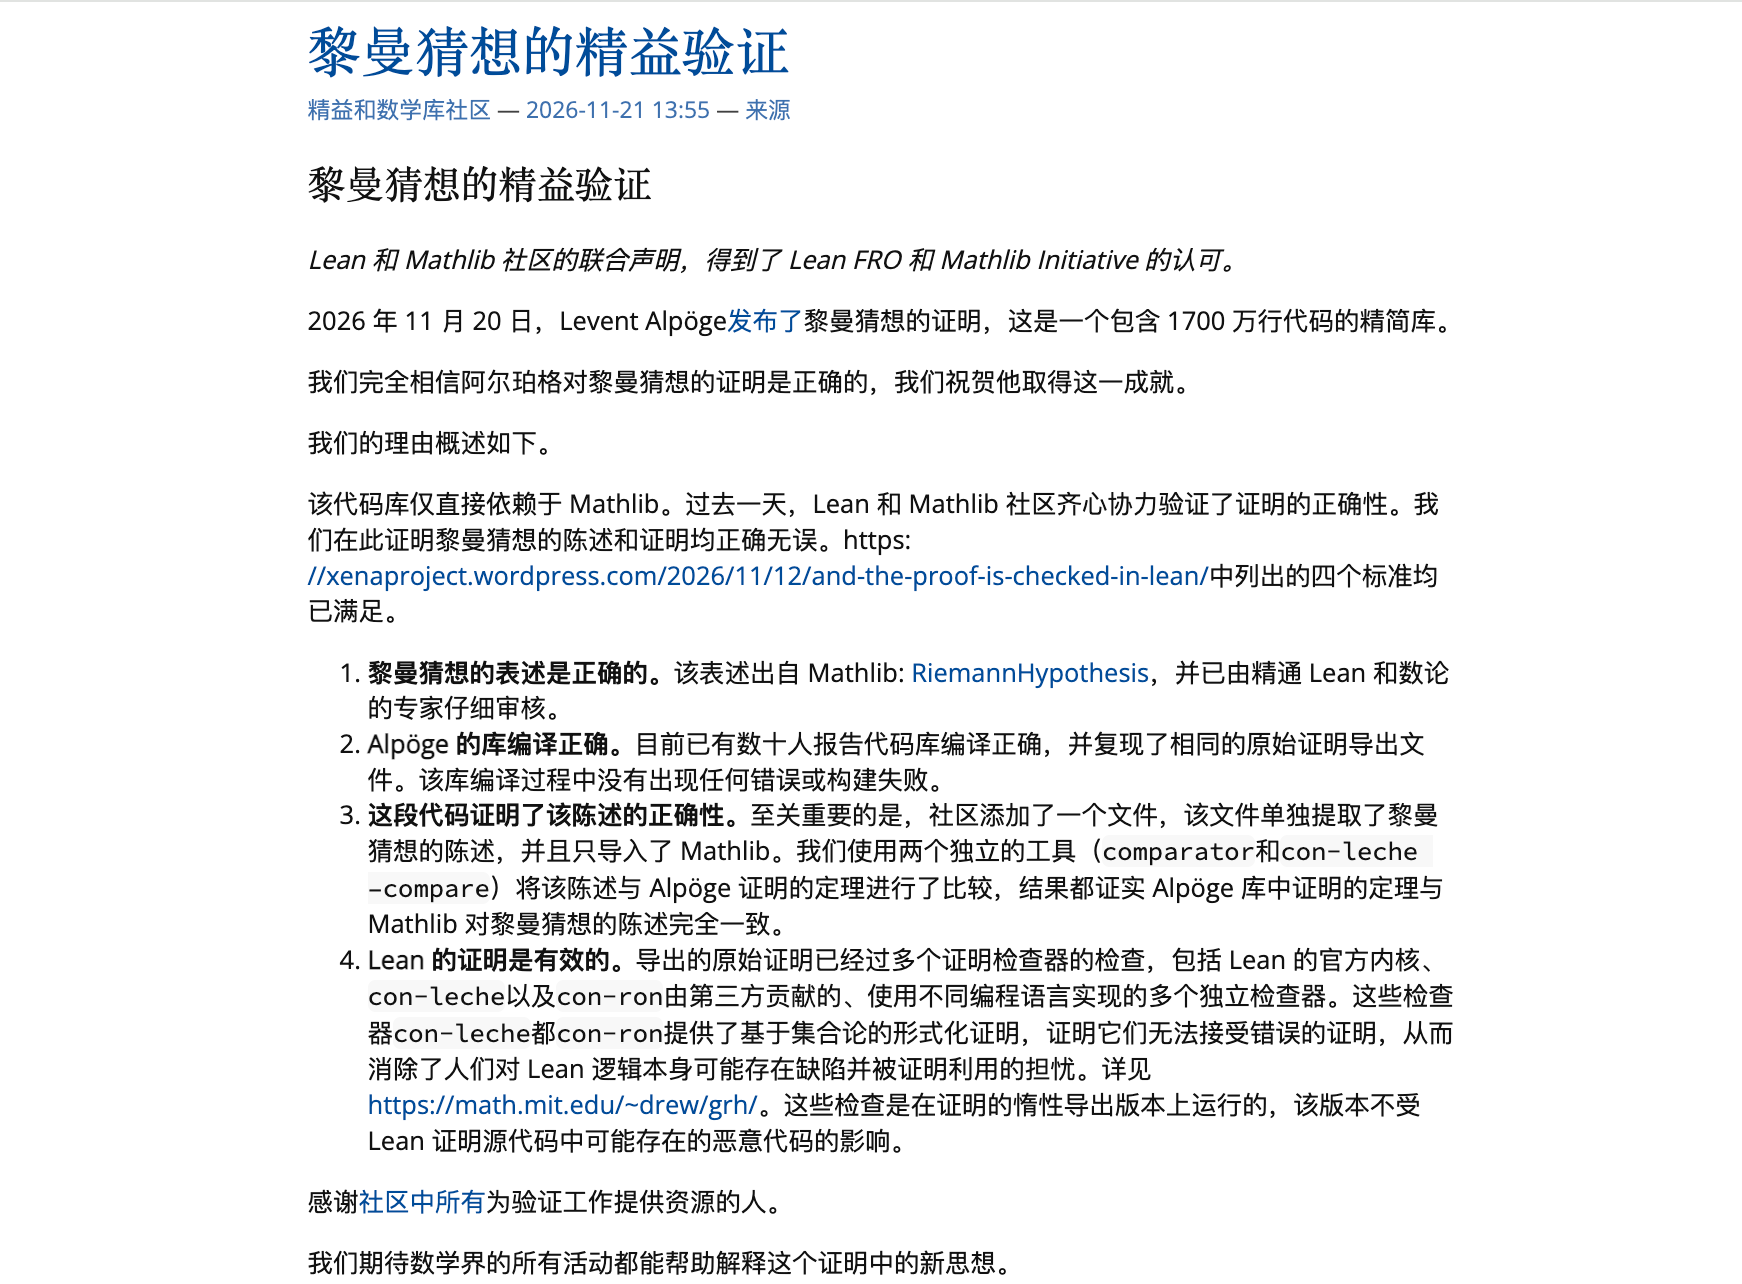 黎曼猜想的精益验证
精益和数学库社区 — 2026-11-21 13:55 — 来源
黎曼猜想的精益验证
Lean 和 Mathlib 社区的联合声明，得到了 Lean FRO 和 Mathlib Initiative 的认可。
2026 年 11 月 20 日，Levent Alpöge发布了黎曼猜想的证明，这是一个包含 1700 万行代码的精简库。
我们完全相信阿尔珀格对黎曼猜想的证明是正确的，我们祝贺他取得这一成就。
我们的理由概述如下。
该代码库仅直接依赖于 Mathlib。过去一天，Lean 和 Mathlib 社区齐心协力验证了证明的正确性。我
们在此证明黎曼猜想的陈述和证明均正确无误。https:
//xenaproject.wordpress.com/2026/11/12/and-the-proof-is-checked-in-lean/中列出的四个标准均
已满足。
1. 黎曼猜想的表述是正确的。该表述出自 Mathlib: RiemannHypothesis，并已由精通 Lean 和数论
的专家仔细审核。
2. Alpöge 的库编译正确。目前已有数十人报告代码库编译正确，并复现了相同的原始证明导出文
件。该库编译过程中没有出现任何错误或构建失败。
3. 这段代码证明了该陈述的正确性。至关重要的是，社区添加了一个文件，该文件单独提取了黎曼
猜想的陈述，并且只导入了 Mathlib。我们使用两个独立的工具（comparator和con-leche
-compare）将该陈述与 Alpöge 证明的定理进行了比较，结果都证实 Alpöge 库中证明的定理与
Mathlib 对黎曼猜想的陈述完全一致。
4. Lean 的证明是有效的。导出的原始证明已经过多个证明检查器的检查，包括 Lean 的官方内核、
con-leche以及con-ron由第三方贡献的、使用不同编程语言实现的多个独立检查器。这些检查
器con-leche都con-ron提供了基于集合论的形式化证明，证明它们无法接受错误的证明，从而
消除了人们对 Lean 逻辑本身可能存在缺陷并被证明利用的担忧。详见
https://math.mit.edu/~drew/grh/。这些检查是在证明的惰性导出版本上运行的，该版本不受
Lean 证明源代码中可能存在的恶意代码的影响。
感谢社区中所有为验证工作提供资源的人。
我们期待数学界的所有活动都能帮助解释这个证明中的新思想。